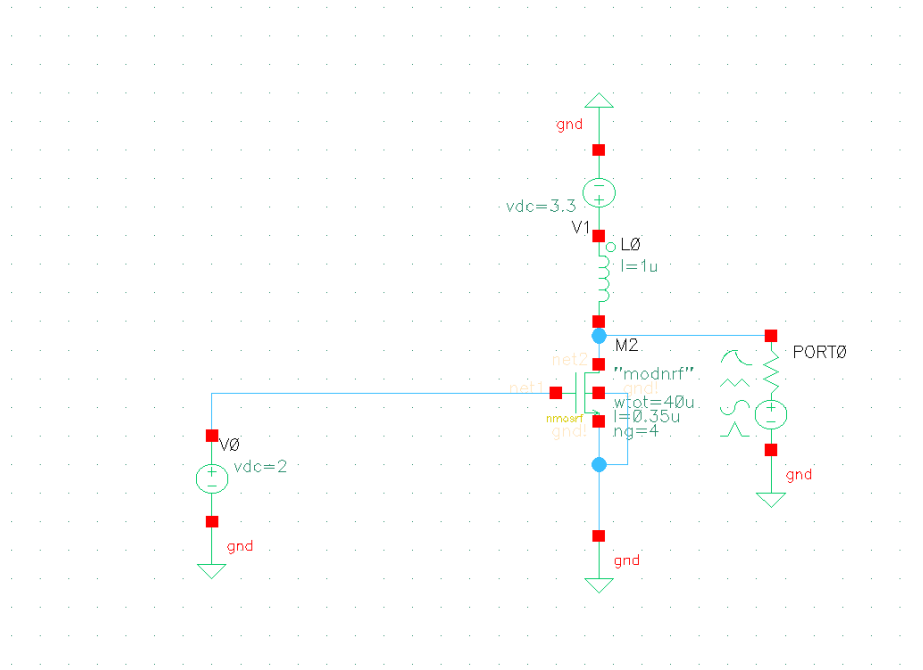 gnd
vdc=3.3
V1
LØ
l=1u
M2
PORTØ
net2
"modnrf"
net1
gnd!
wtot=40u
l=0.35u
nmosrf
gnd!
ng=4
VØ
vdc=2
gnd
gnd
gnd